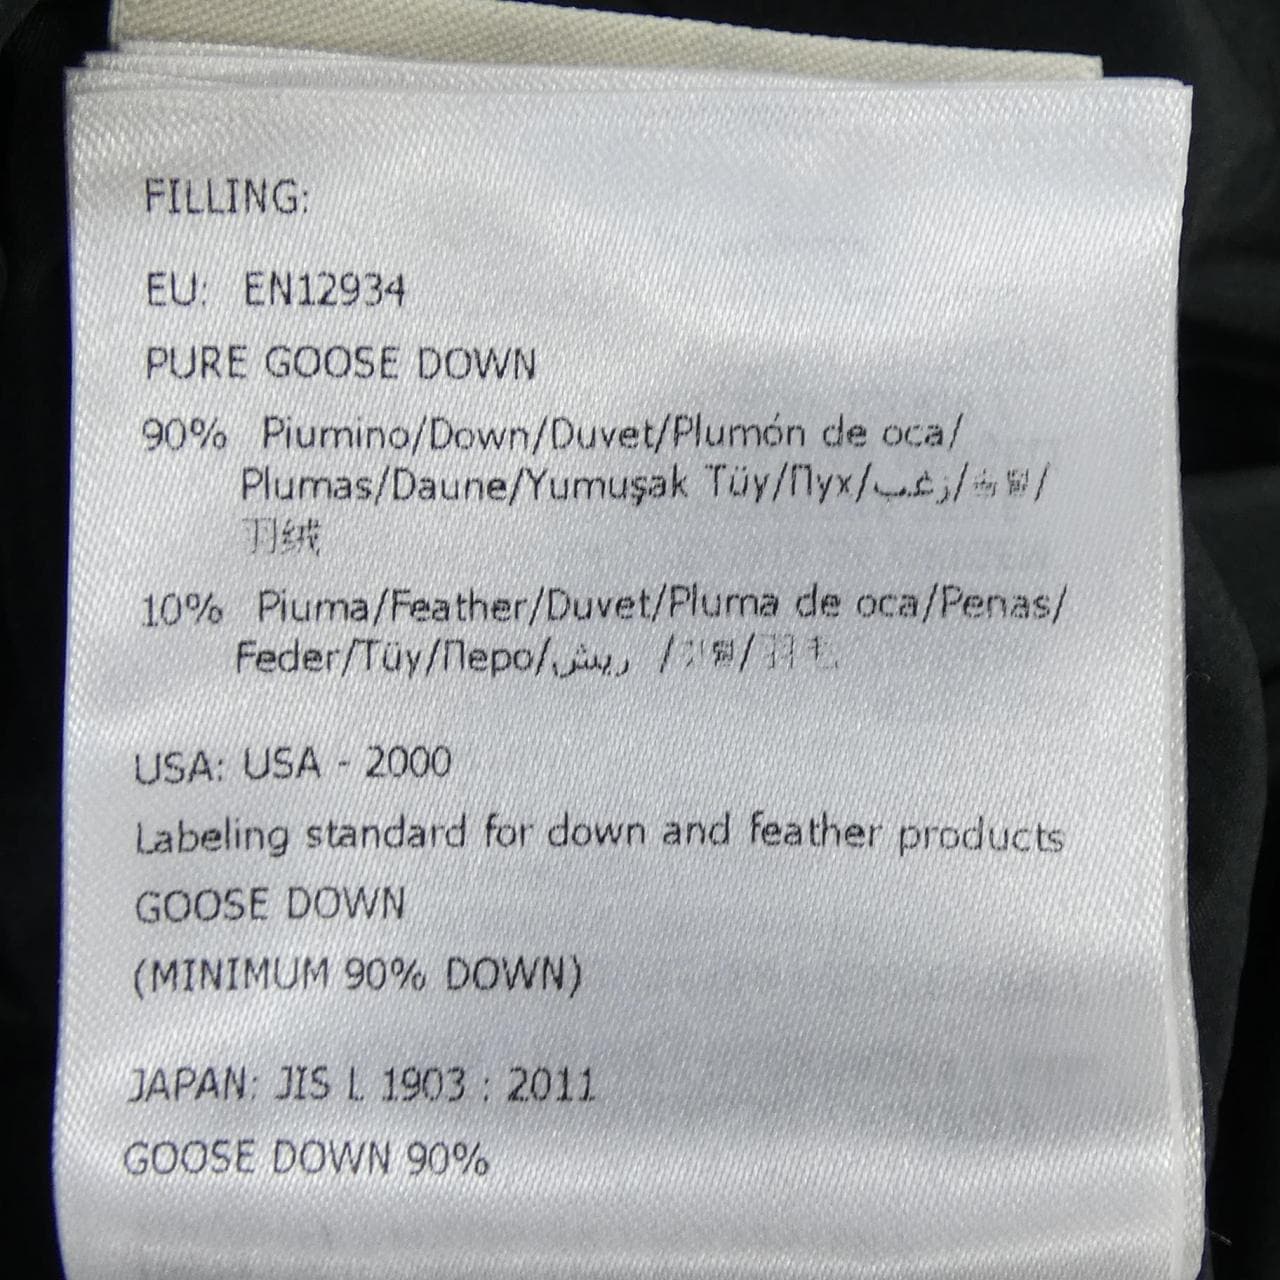 FILLING:
EU: EN12934
PURE GOOSE DOWN
90% Piumino/Down/Duvet/Plumón de oca/
Plumas/Daune/Yumuşak Tüy/Пух/زغب/
羽绒
10% Piuma/Feather/Duvet/Pluma de oca/Penas/
Feder/Tüy/Перо/ريش /羽毛
USA: USA - 2000
Labeling standard for down and feather products
GOOSE DOWN
(MINIMUM 90% DOWN)
JAPAN: JIS L 1903 : 2011
GOOSE DOWN 90%